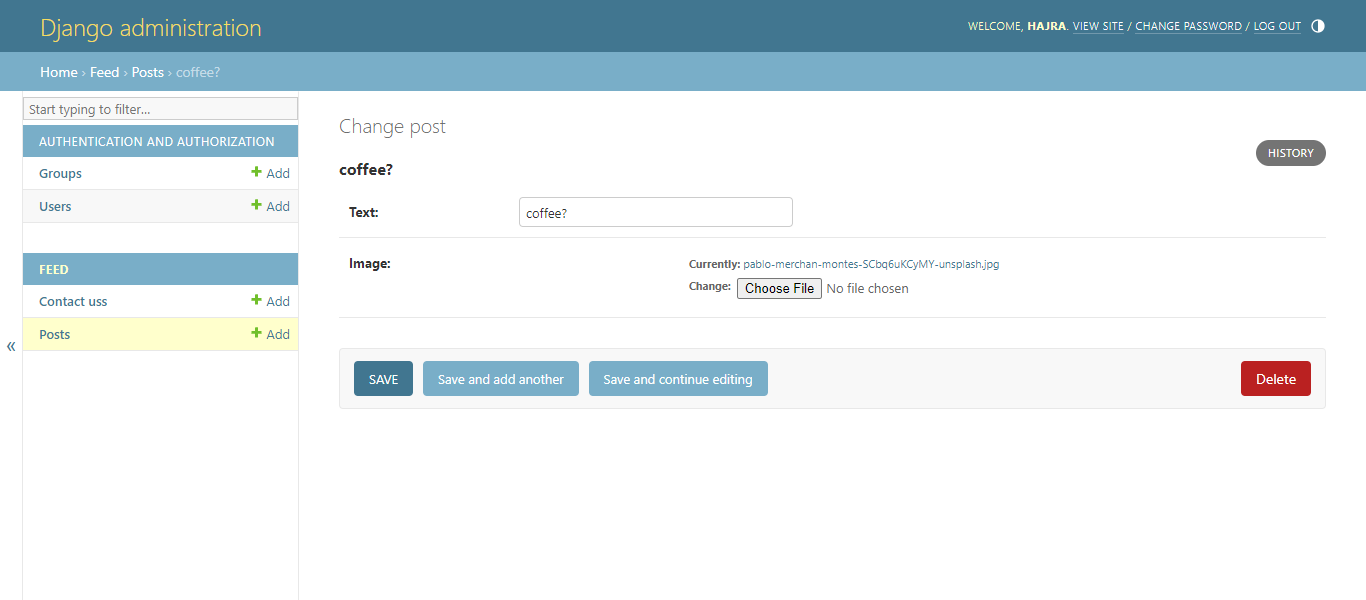 Django administration
WELCOME, HAJRA. VIEW SITE / CHANGE PASSWORD / LOG OUT
Home › Feed › Posts › coffee?
Start typing to filter...
AUTHENTICATION AND AUTHORIZATION
Groups + Add
Users + Add
FEED
Contact uss + Add
Posts + Add
«
Change post
HISTORY
coffee?
Text: coffee?
Image: Currently: pablo-merchan-montes-SCbq6uKCyMY-unsplash.jpg
Change: Choose File No file chosen
SAVE Save and add another Save and continue editing Delete